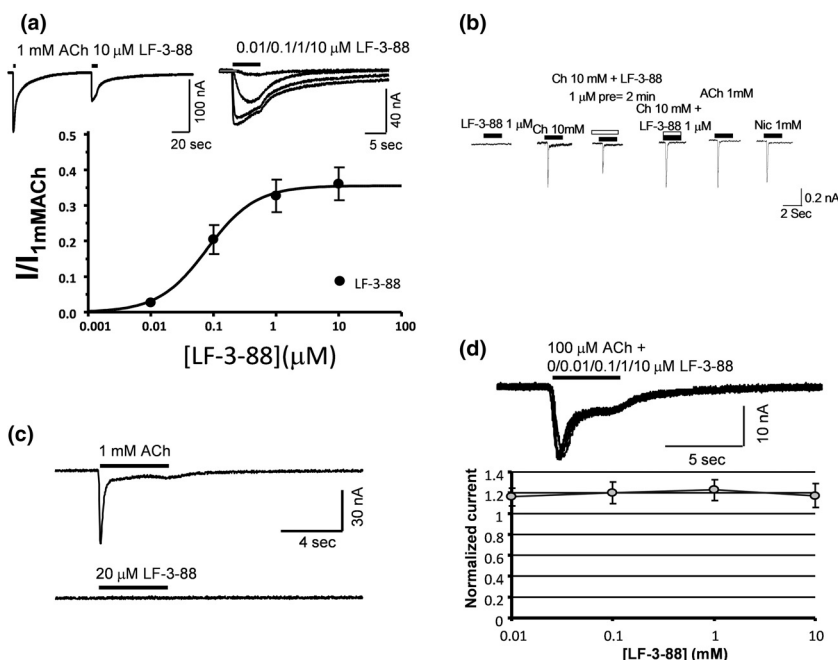 (a)
1 mM ACh 10 μM LF-3-88
0.01/0.1/1/10 μM LF-3-88
100 nA
20 sec
40 nA
5 sec
0.5
0.4
0.3
0.2
0.1
0.0
I/I1mMACh
LF-3-88
0.001
0.01
0.1
1
10
100
[LF-3-88](μM)
(b)
Ch 10 mM + LF-3-88
1 μM pre= 2 min
ACh 1mM
Ch 10 mM +
LF-3-88 1 μM
Ch 10mM
LF-3-88 1 μM
Nic 1mM
0.2 nA
2 Sec
(c)
1 mM ACh
30 nA
4 sec
20 μM LF-3-88
(d)
100 μM ACh +
0/0.01/0.1/1/10 μM LF-3-88
10 nA
5 sec
Normalized current
1.4
1.2
1
0.8
0.6
0.4
0.2
0
0.01
0.1
1
10
[LF-3-88] (mM)